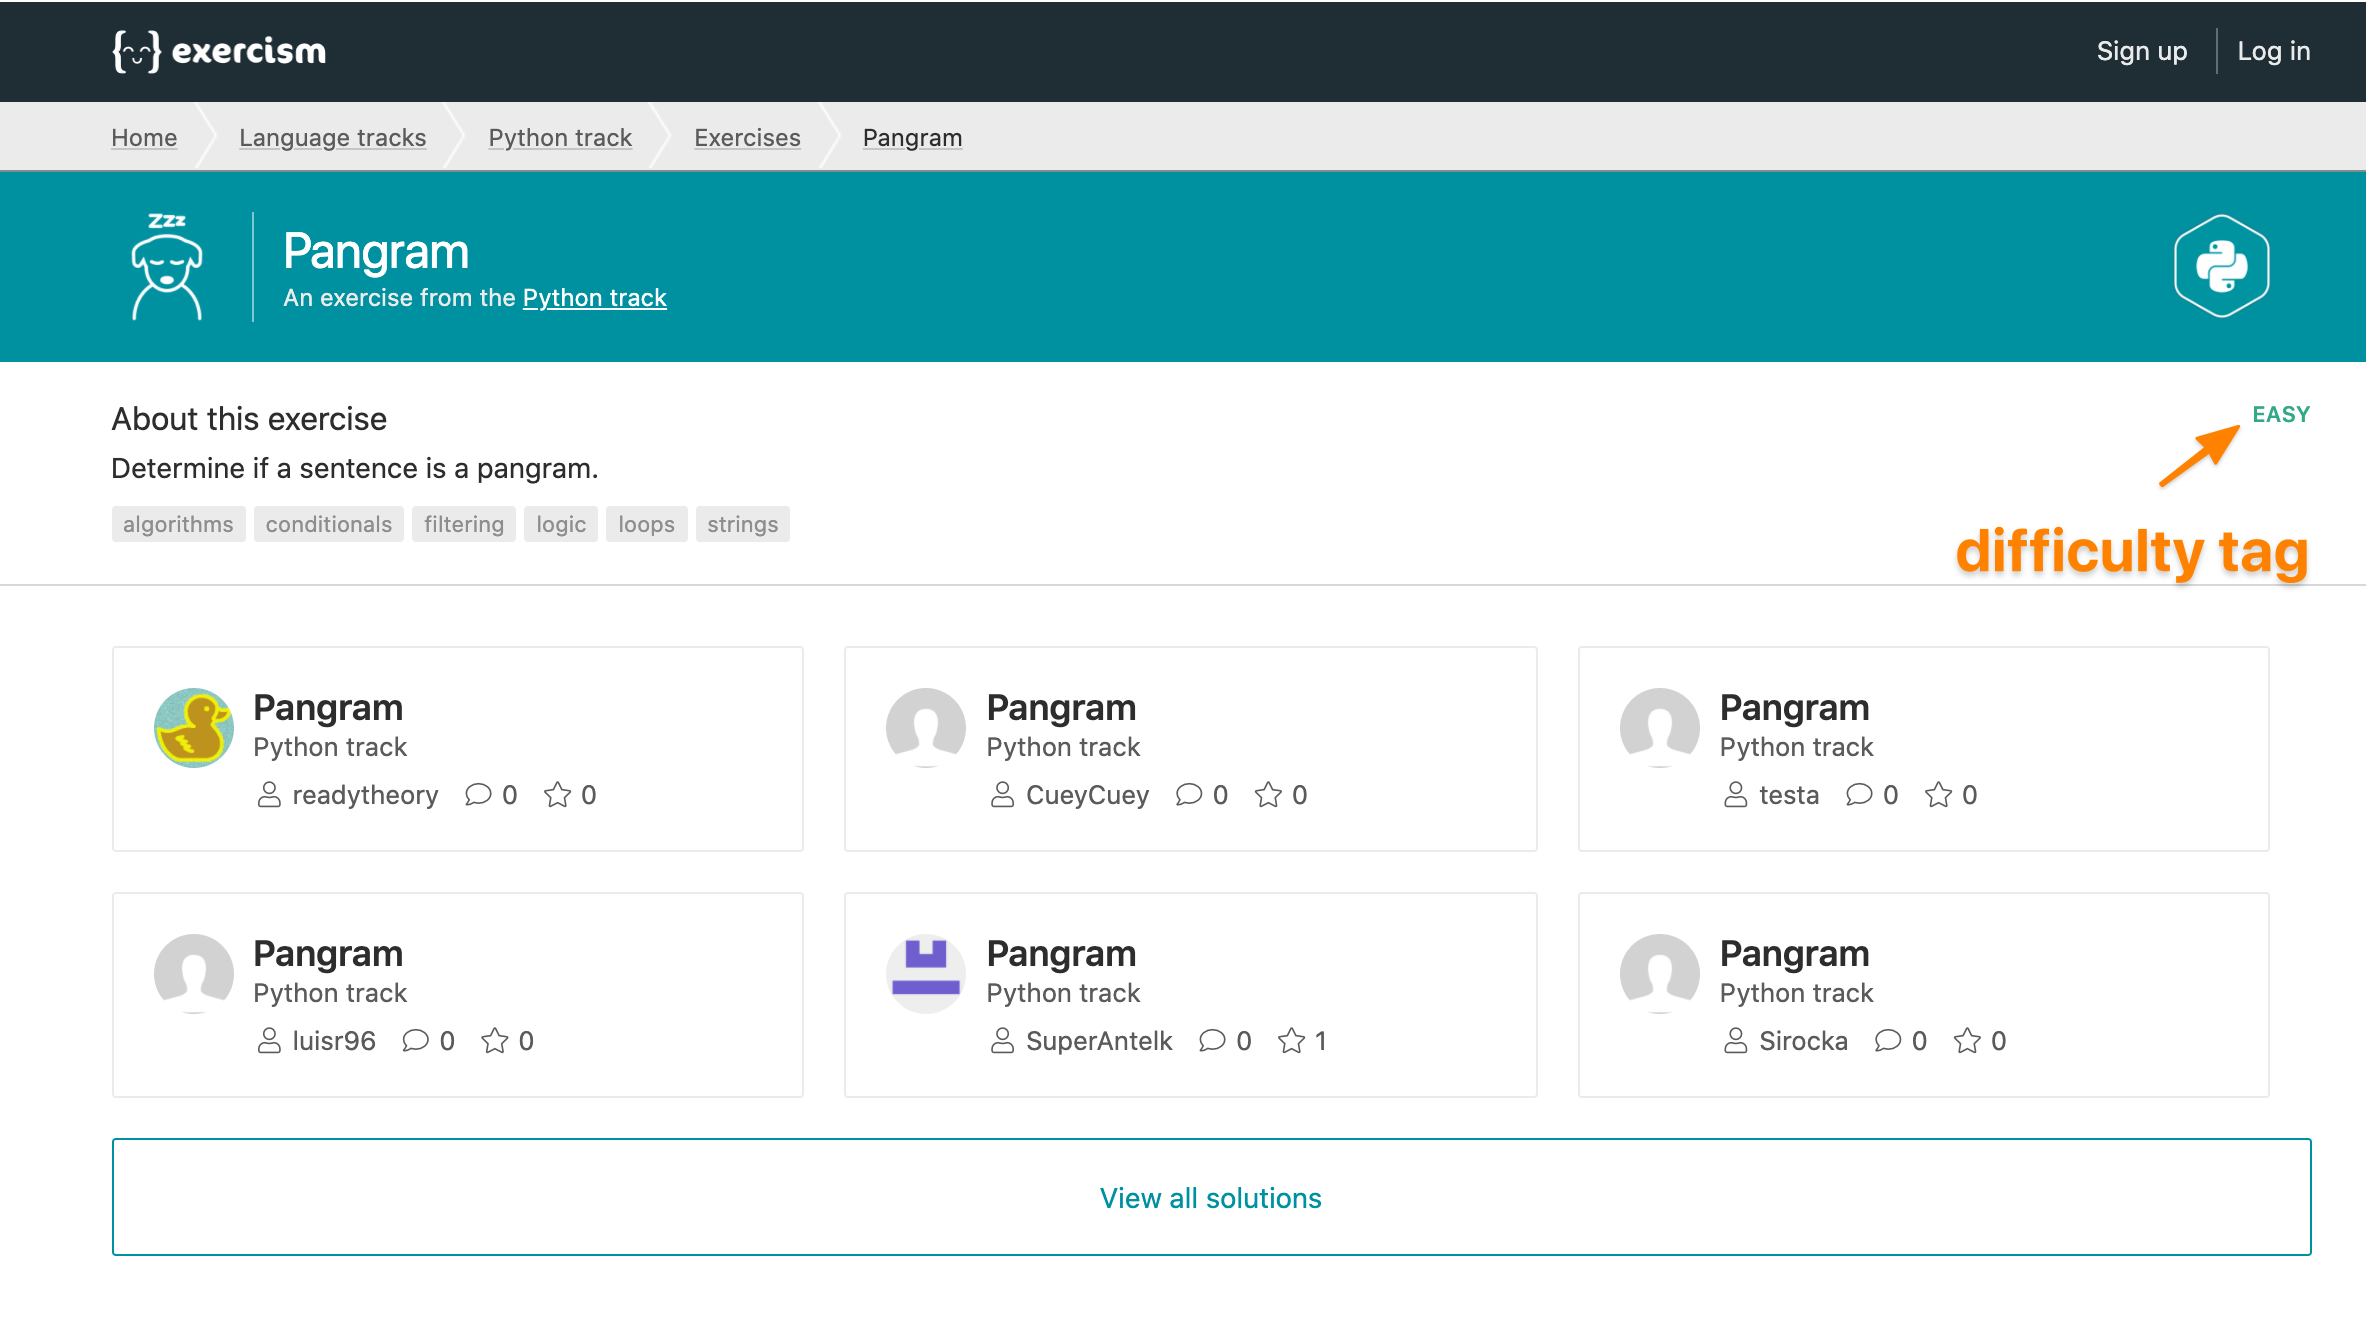 exercism
Sign up Log in
Home Language tracks Python track Exercises Pangram
Zzz
Pangram
An exercise from the Python track
About this exercise
EASY
Determine if a sentence is a pangram.
algorithms conditionals filtering logic loops strings
difficulty tag
Pangram
Python track
readytheory 0 0
Pangram
Python track
CueyCuey 0 0
Pangram
Python track
testa 0 0
Pangram
Python track
luisr96 0 0
Pangram
Python track
SuperAntelk 0 1
Pangram
Python track
Sirocka 0 0
View all solutions